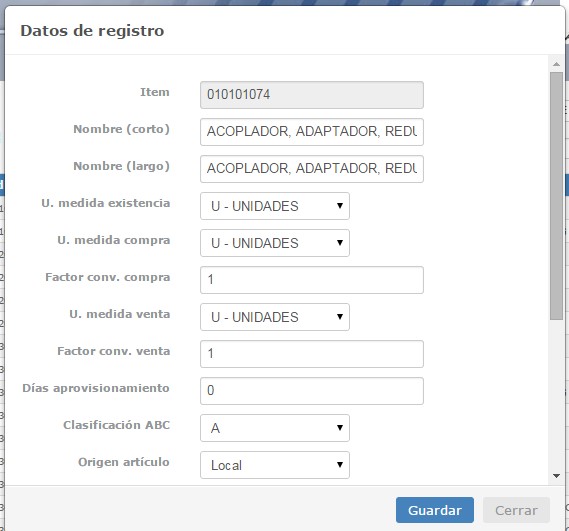 Datos de registro
Item 010101074
Nombre (corto) ACOPLADOR, ADAPTADOR, REDU
Nombre (largo) ACOPLADOR, ADAPTADOR, REDU
U. medida existencia U - UNIDADES
U. medida compra U - UNIDADES
Factor conv. compra 1
U. medida venta U - UNIDADES
Factor conv. venta 1
Días aprovisionamiento 0
Clasificación ABC A
Origen artículo Local
Guardar Cerrar